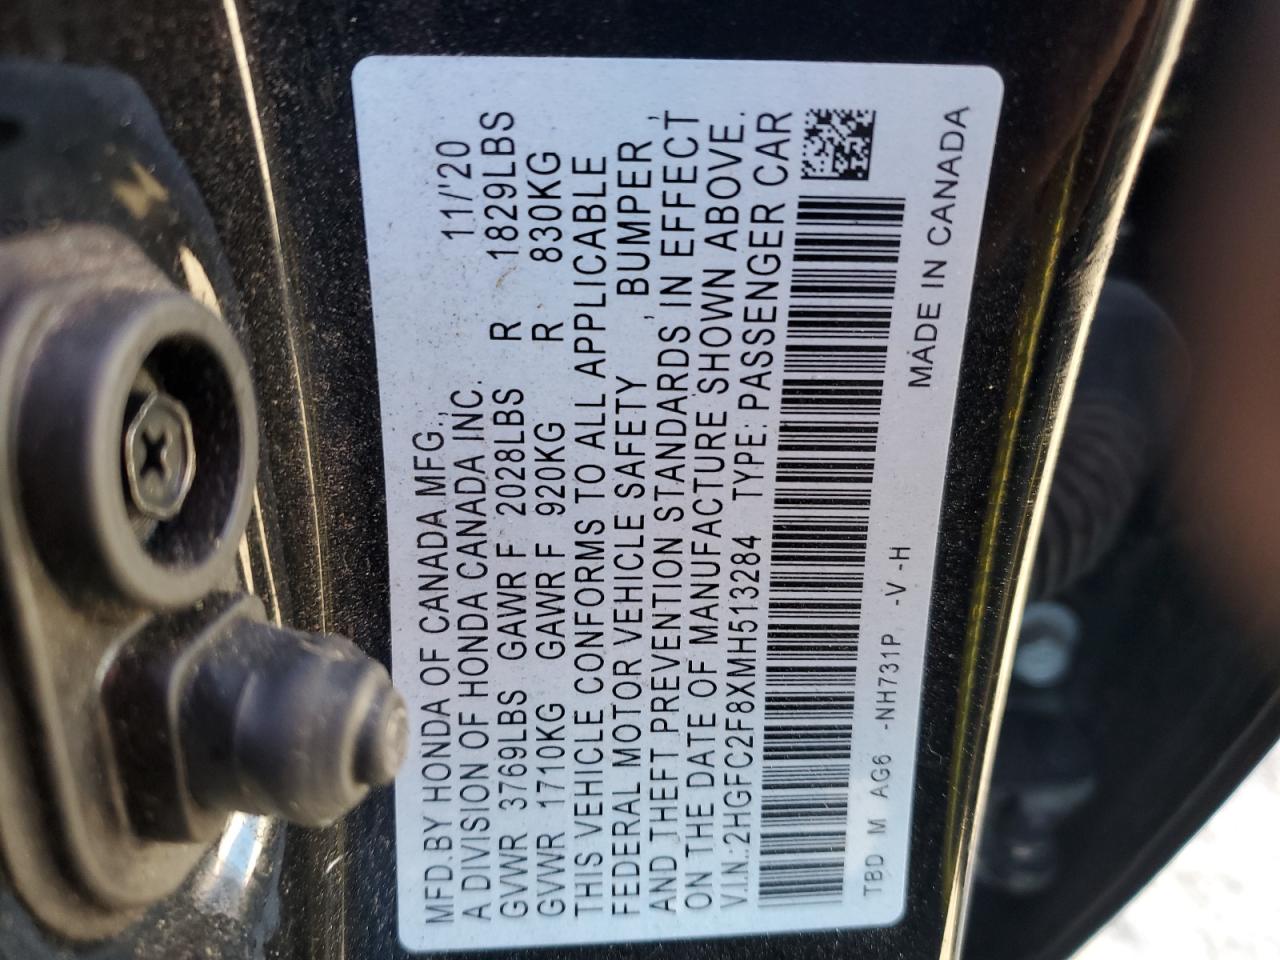 MFD.BY HONDA OF CANADA MFG., 11/'20
A DIVISION OF HONDA CANADA INC.
GVWR 3769LBS GAWR F 2028LBS R 1829LBS
GVWR 1710KG GAWR F 920KG R 830KG
THIS VEHICLE CONFORMS TO ALL APPLICABLE
FEDERAL MOTOR VEHICLE SAFETY , BUMPER ,
AND THEFT PREVENTION STANDARDS IN EFFECT
ON THE DATE OF MANUFACTURE SHOWN ABOVE.
V.I.N.:2HGFC2F8XMH513284 TYPE: PASSENGER CAR
TBD M AG6 -NH731P -V -H
MADE IN CANADA